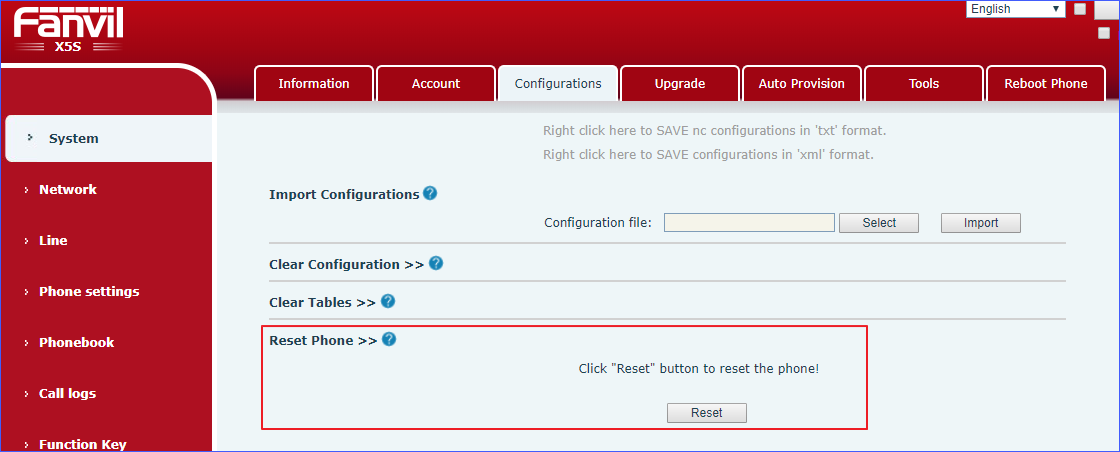 Fanvil
X5S
English
Information
Account
Configurations
Upgrade
Auto Provision
Tools
Reboot Phone
System
Network
Line
Phone settings
Phonebook
Call logs
Function Key
Right click here to SAVE nc configurations in 'txt' format.
Right click here to SAVE configurations in 'xml' format.
Import Configurations ?
Configuration file: Select Import
Clear Configuration >> ?
Clear Tables >> ?
Reset Phone >> ?
Click "Reset" button to reset the phone!
Reset